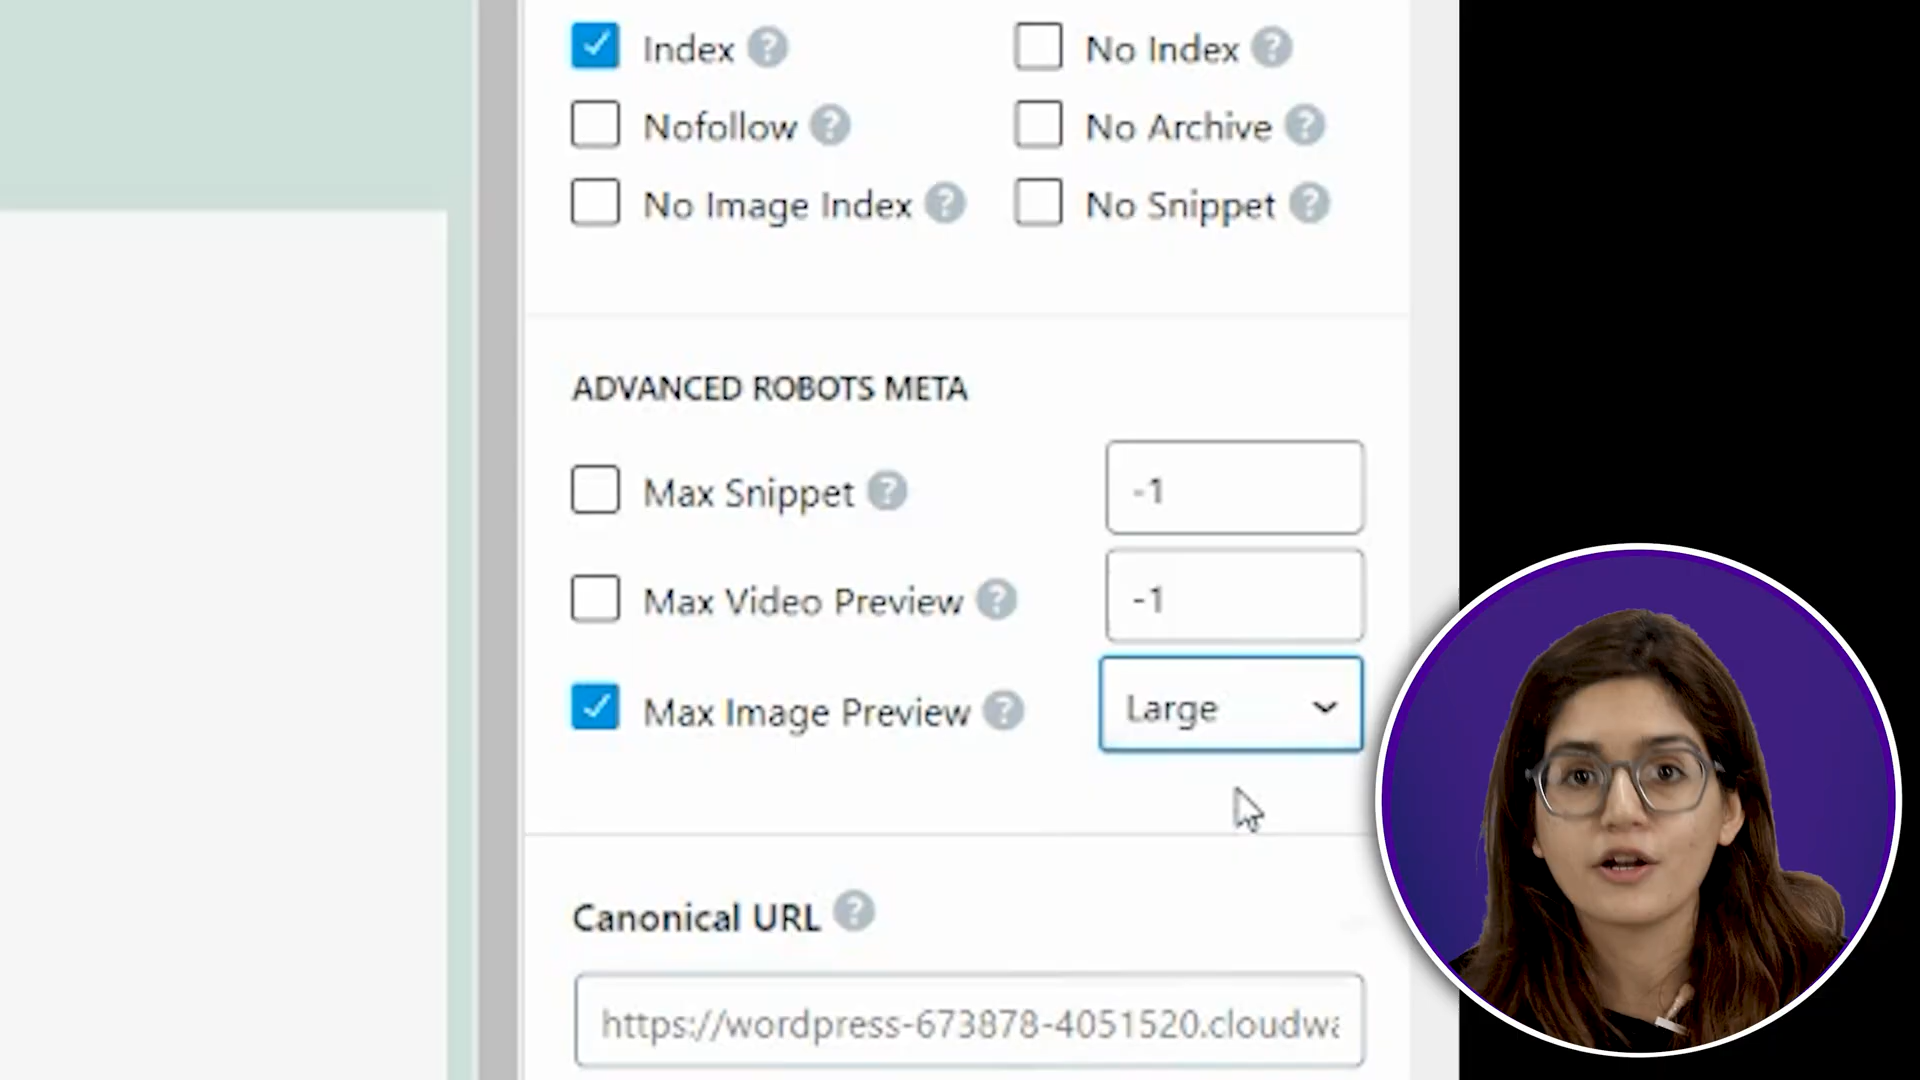 Index No Index
Nofollow No Archive
No Image Index No Snippet
ADVANCED ROBOTS META
Max Snippet -1
Max Video Preview -1
Max Image Preview Large
Canonical URL
https://wordpress-673878-4051520.cloudwa